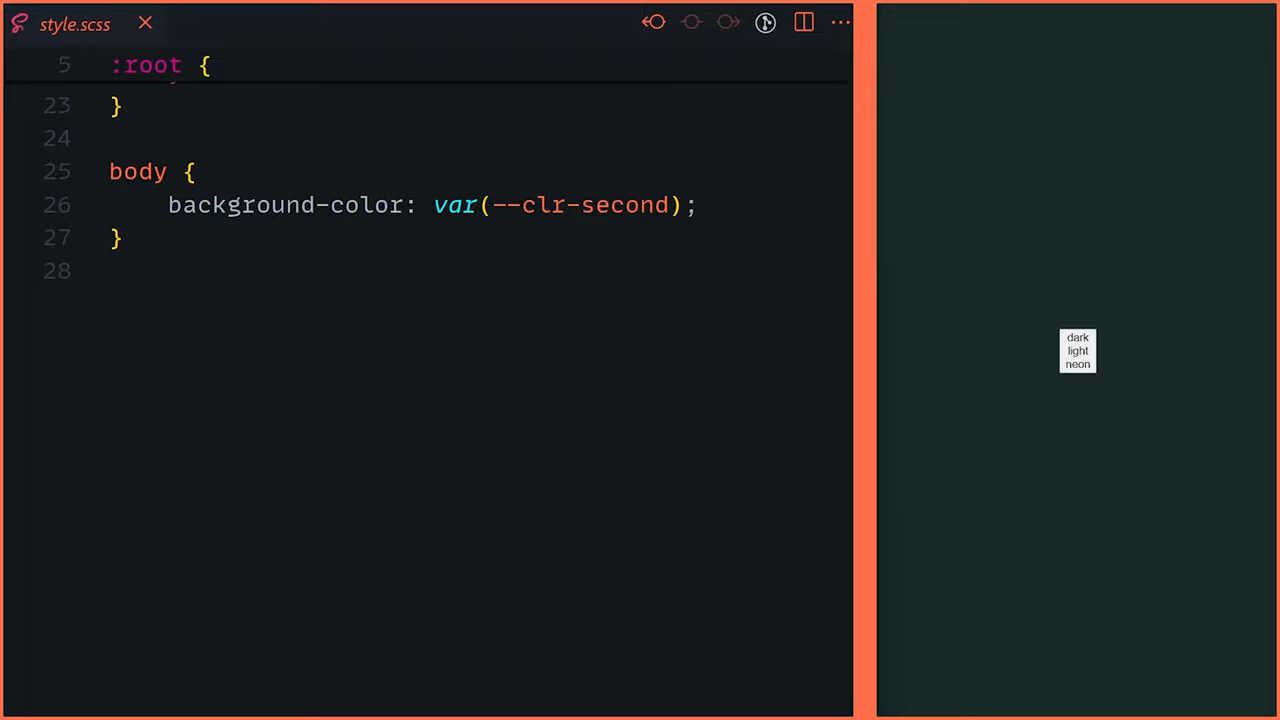 style.scss
5 :root {
23 }
24
25 body {
26 background-color: var(--clr-second);
27 }
28
dark
light
neon